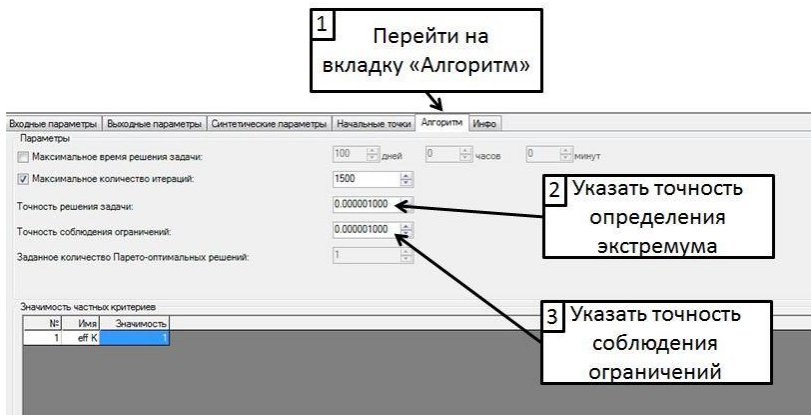 1
Перейти на
вкладку «Алгоритм»
Входные параметры Выходные параметры Синтетические параметры Начальные точки Алгоритм Инфо
Параметры
Максимальное время решения задачи: 100 дней 0 часов 0 минут
Максимальное количество итераций: 1500
Точность решения задачи: 0.000001000
Точность соблюдения ограничений: 0.000001000
Заданное количество Парето-оптимальных решений: 1
2 Указать точность
определения
экстремума
Значимость частных критериев
№ Имя Значимость
1 eff K 1
3 Указать точность
соблюдения
ограничений